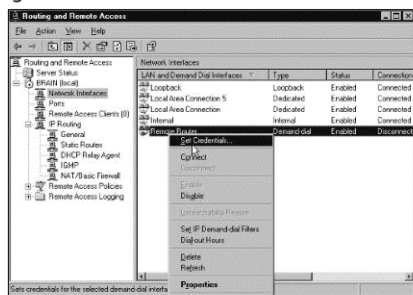 Routing and Remote Access
File Action View Help
Routing and Remote Access
Server Status
BRAIN (local)
Network Interfaces
Ports
Remote Access Clients (0)
IP Routing
General
Static Routes
DHCP Relay Agent
IGMP
NAT/Basic Firewall
Remote Access Policies
Remote Access Logging
Network Interfaces
LAN and Demand Dial Interfaces Type Status Connection
Loopback Loopback Enabled Connected
Local Area Connection 5 Dedicated Enabled Connected
Local Area Connection Dedicated Enabled Connected
Internal Internal Enabled Connected
Remote Router Demand-dial Enabled Disconnect
Set Credentials...
Connect
Disconnect
Enable
Disable
Unreachability Reason
Set IP Demand-dial Filters
Dial-out Hours
Delete
Refresh
Properties
Sets credentials for the selected demand-dial interfa